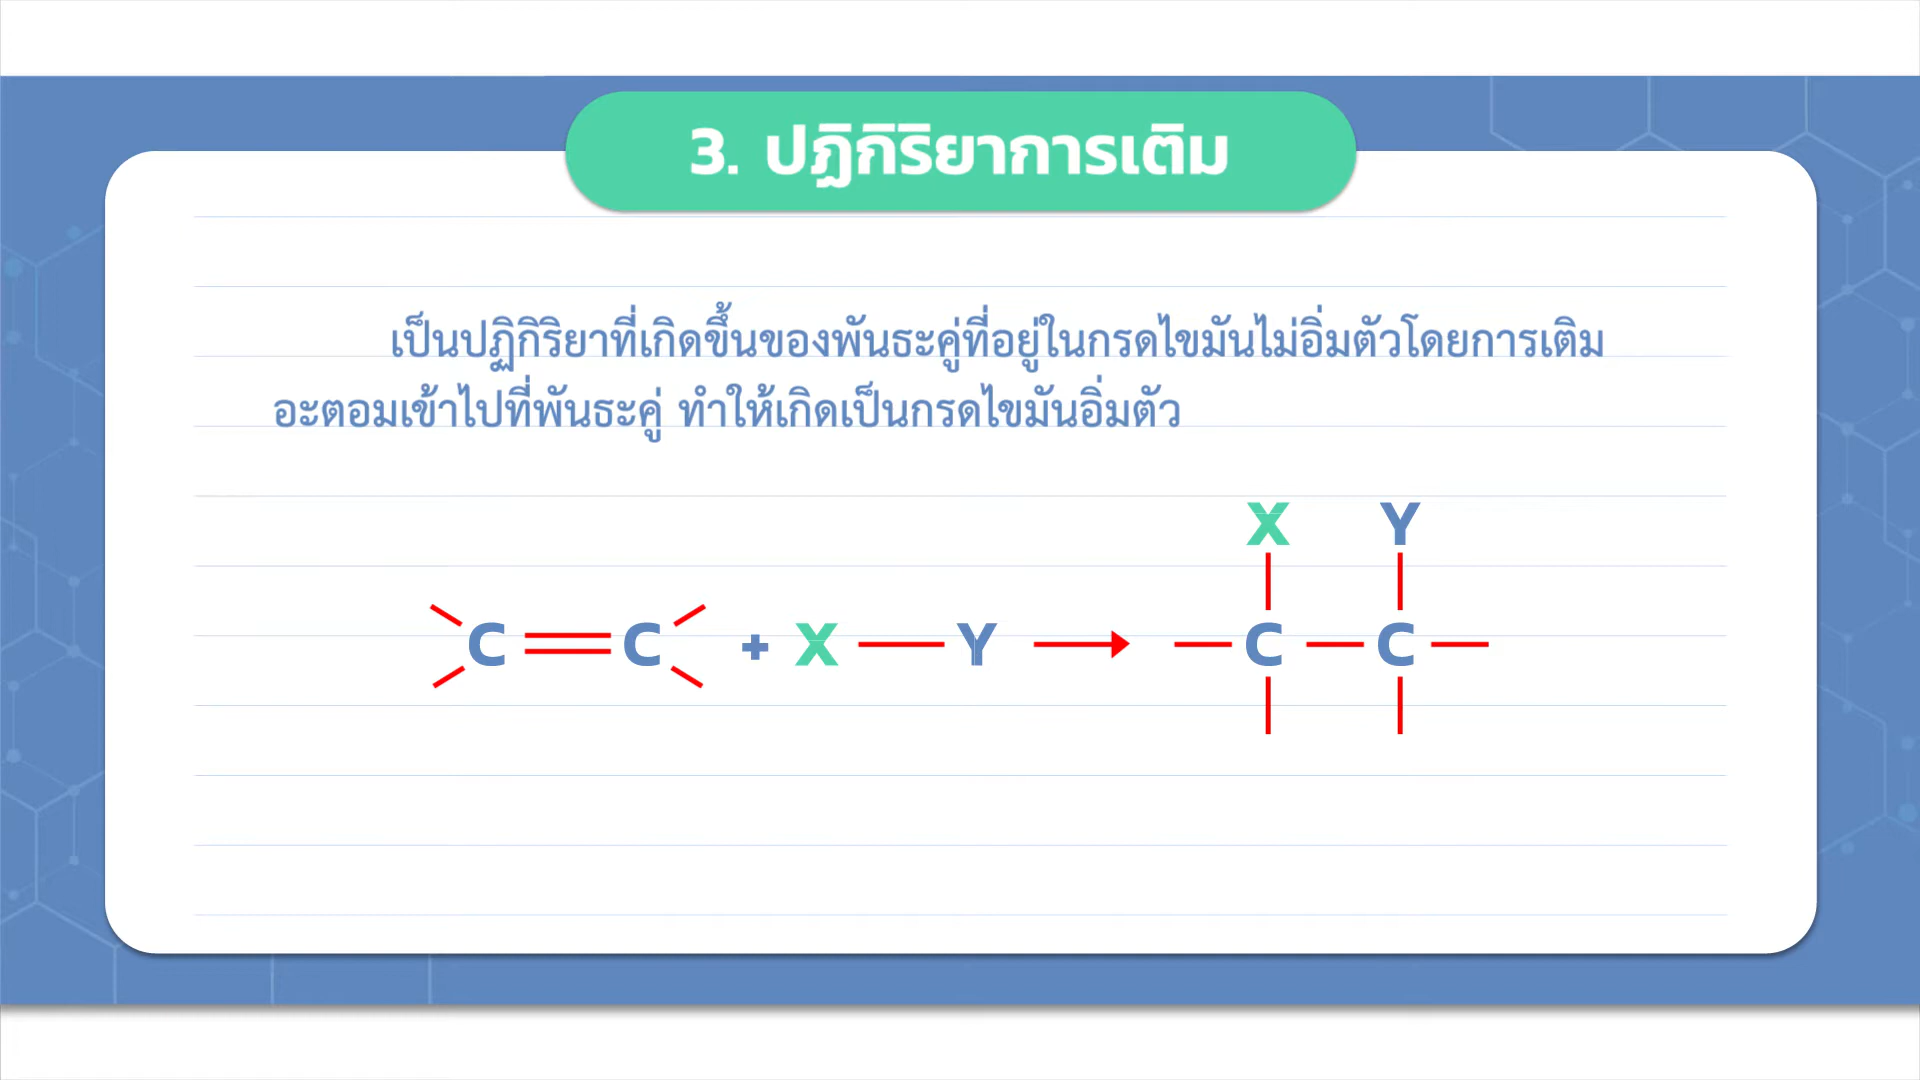 3. ปฏิกิริยาการเติม
เป็นปฏิกิริยาที่เกิดขึ้นของพันธะคู่ที่อยู่ในกรดไขมันไม่อิ่มตัวโดยการเติม
อะตอมเข้าไปที่พันธะคู่ ทำให้เกิดเป็นกรดไขมันอิ่มตัว
X Y
C C + X Y C C